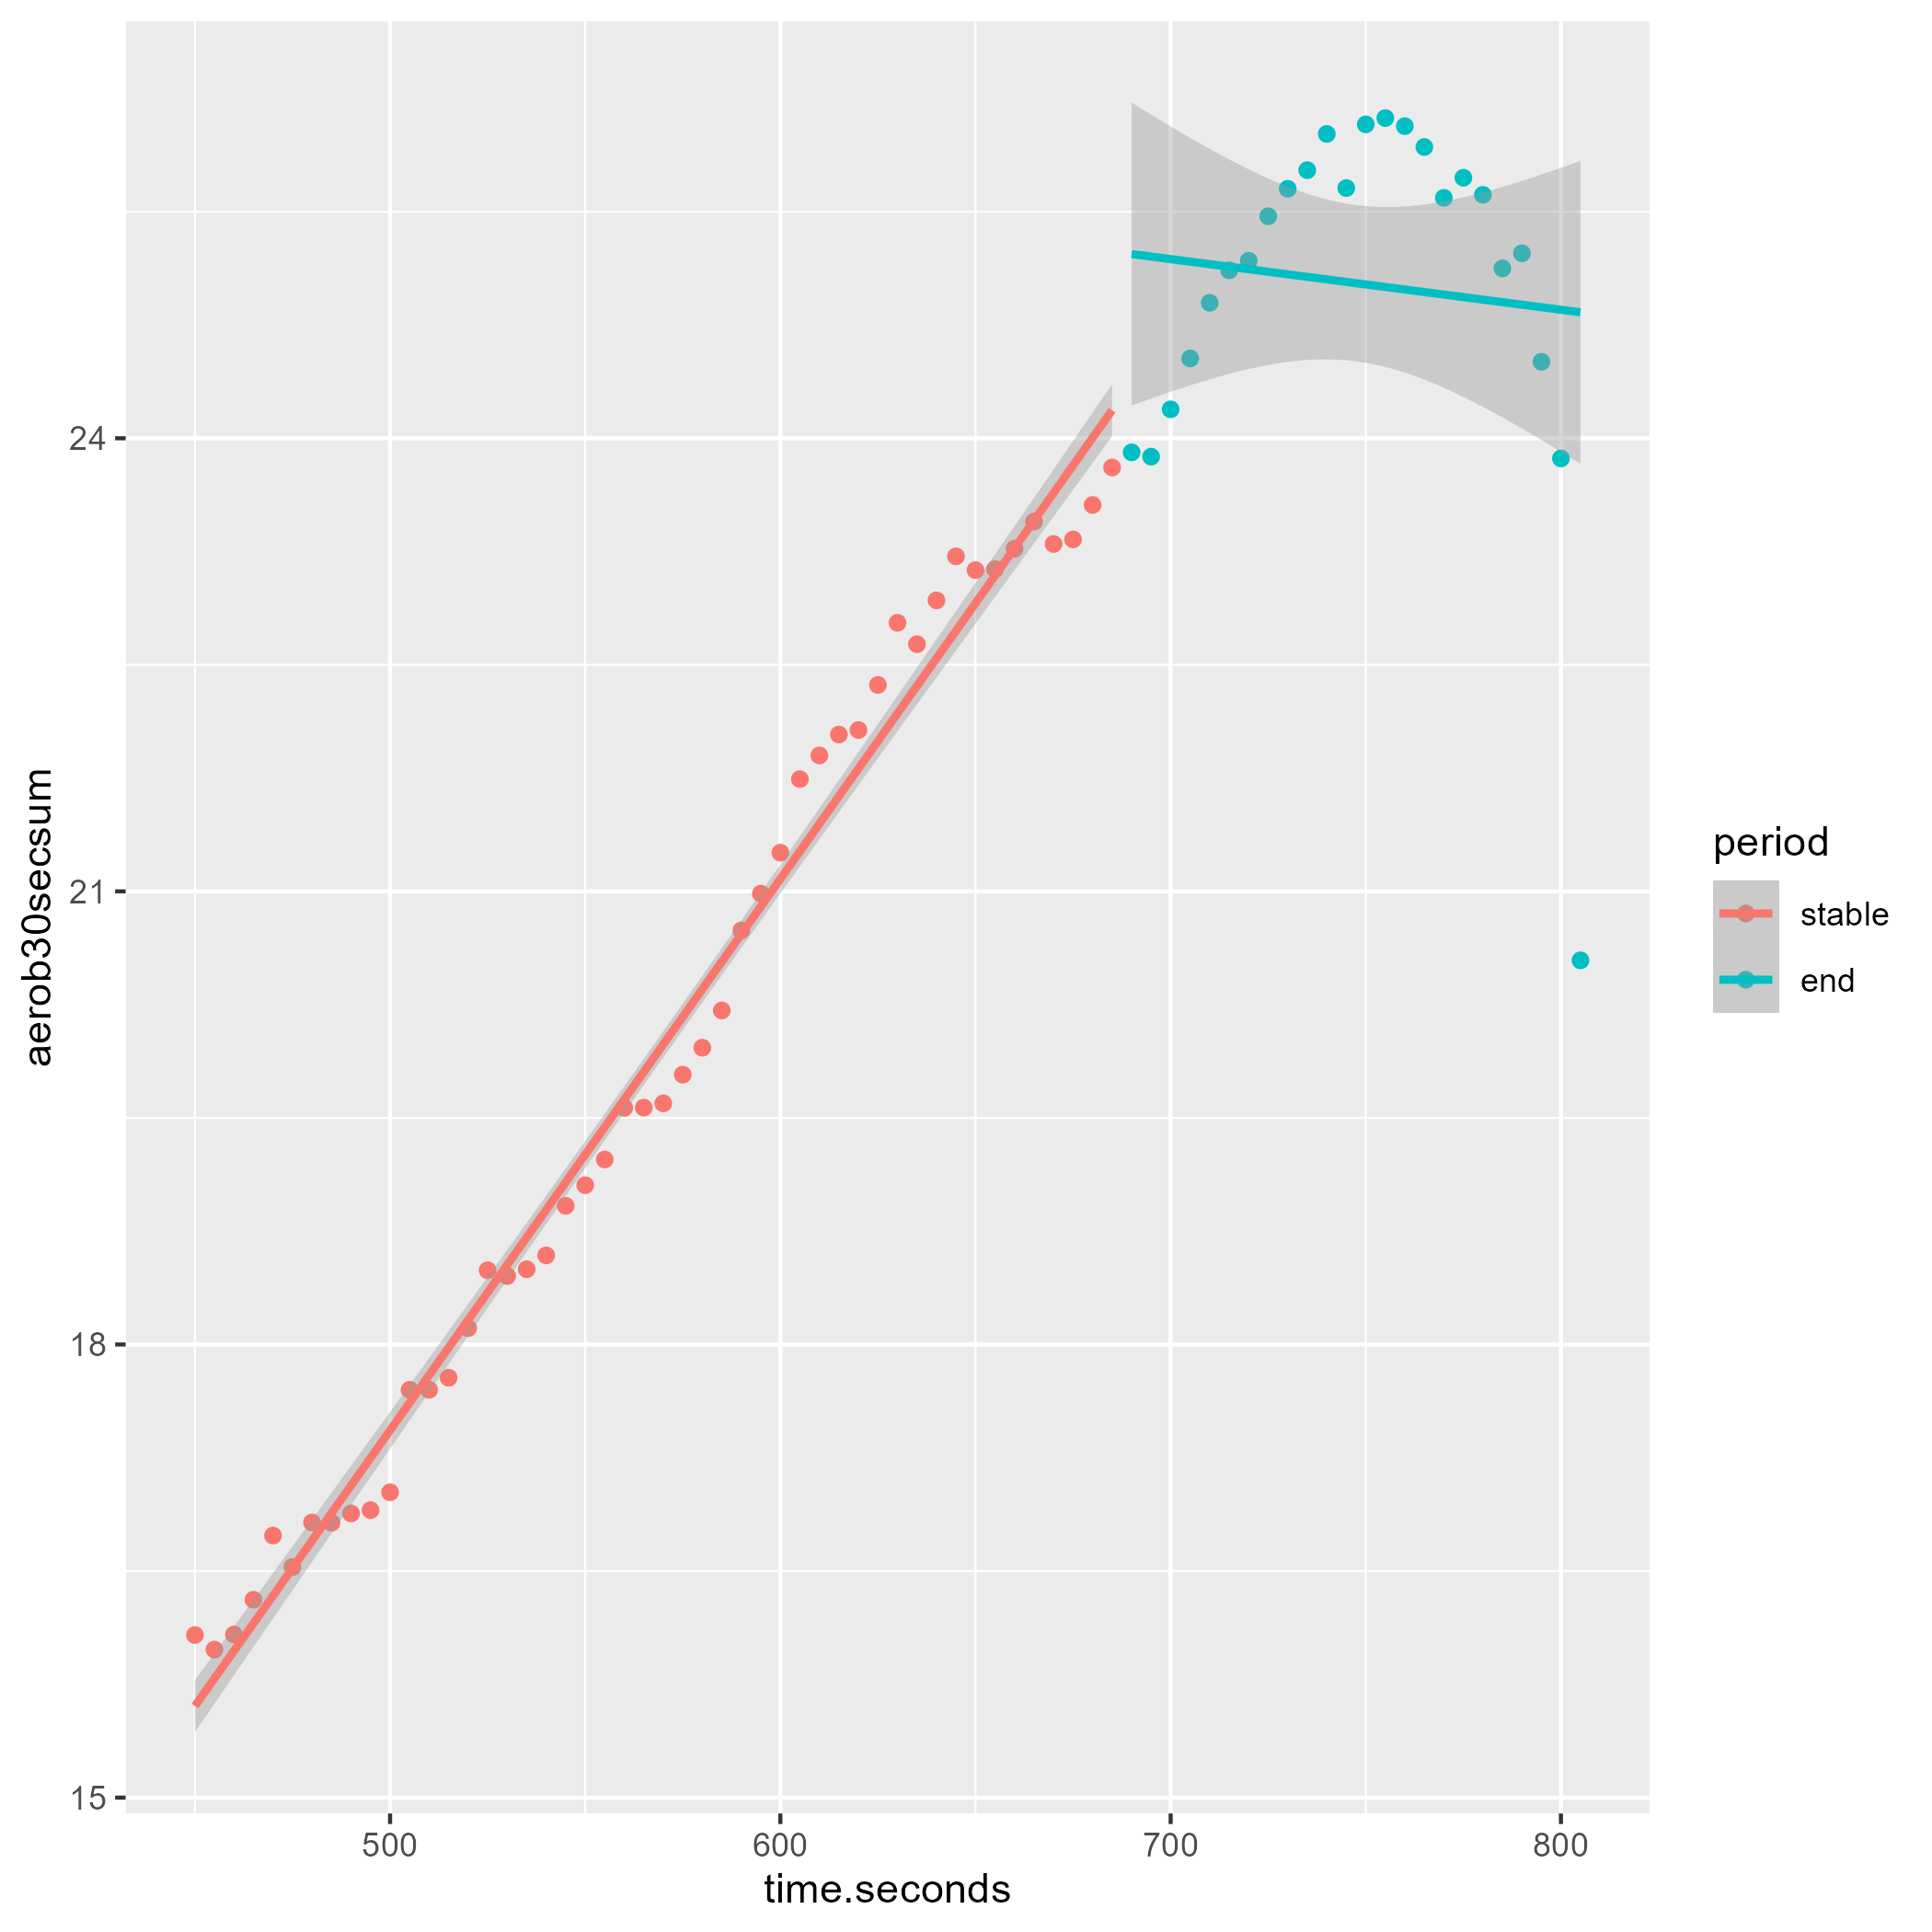 aerob30secsum
24
21
18
15
500
600
700
800
time.seconds
period
stable
end